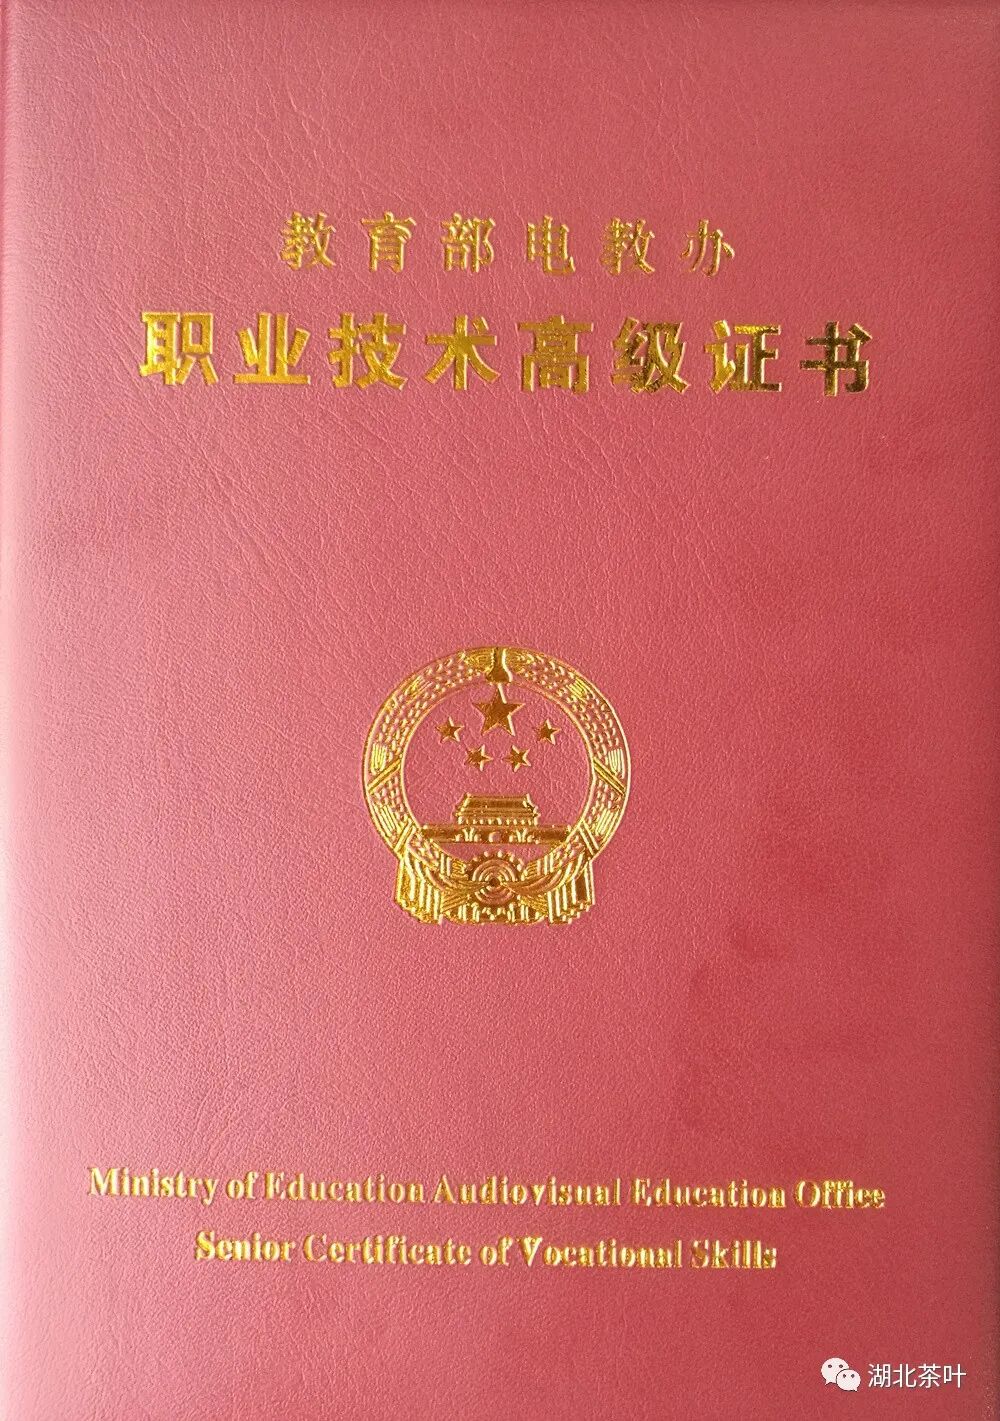 教育部电教办
职业技术高级证书
Ministry of Education Audiovisual Education Office
Senior Certificate of Vocational Skills
湖北茶叶